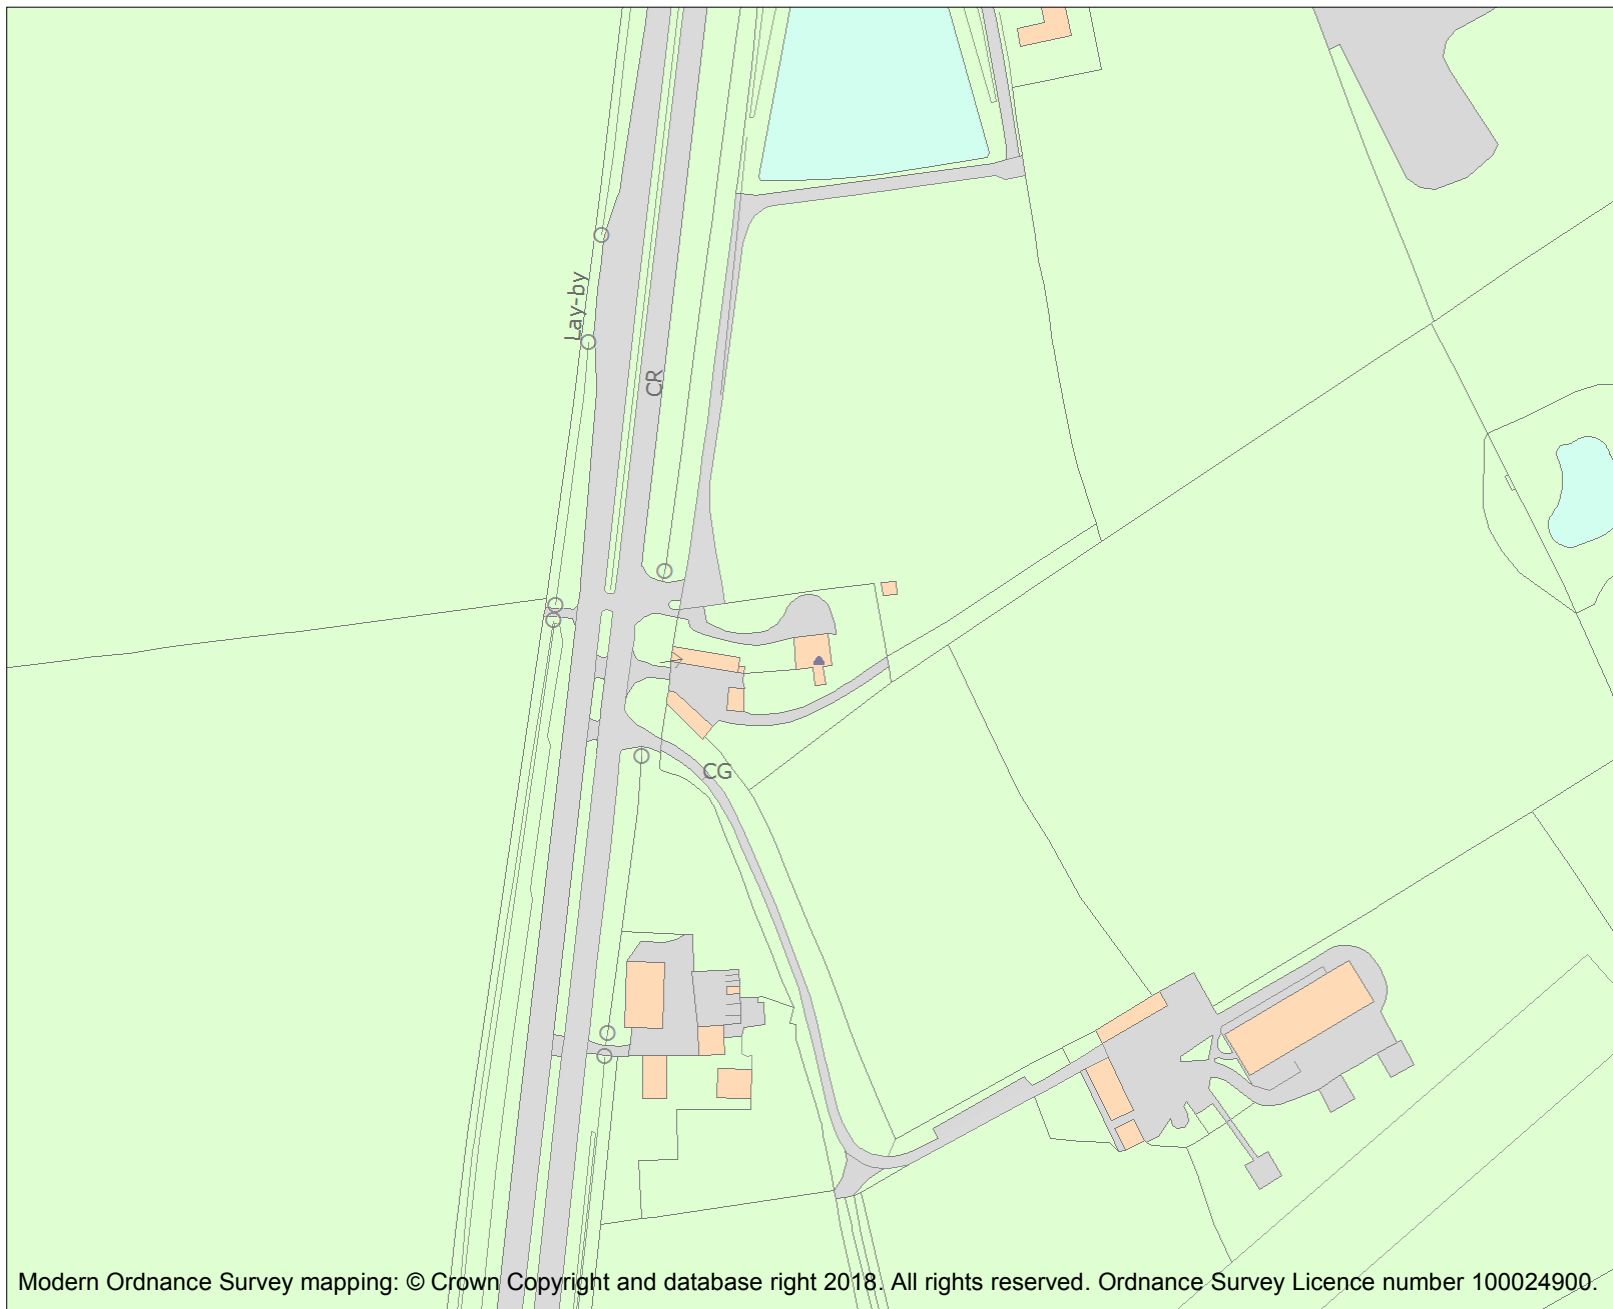 Lay-by
CR
CG
Modern Ordnance Survey mapping: © Crown Copyright and database right 2018. All rights reserved. Ordnance Survey Licence number 100024900.